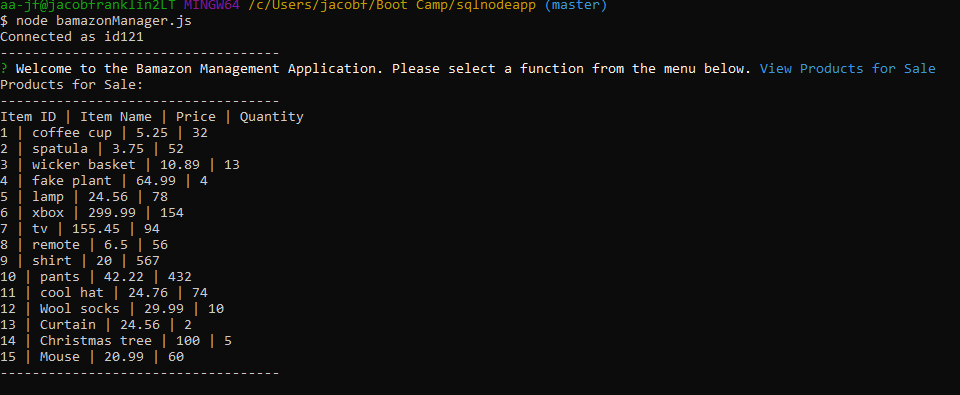 aa-jf@jacobfranklin2LT MINGW64 /c/Users/jacobf/Boot Camp/sqlnodeapp (master)
$ node bamazonManager.js
Connected as id121
-----------------------------------
? Welcome to the Bamazon Management Application. Please select a function from the menu below. View Products for Sale
Products for Sale:
-----------------------------------
Item ID | Item Name | Price | Quantity
1 | coffee cup | 5.25 | 32
2 | spatula | 3.75 | 52
3 | wicker basket | 10.89 | 13
4 | fake plant | 64.99 | 4
5 | lamp | 24.56 | 78
6 | xbox | 299.99 | 154
7 | tv | 155.45 | 94
8 | remote | 6.5 | 56
9 | shirt | 20 | 567
10 | pants | 42.22 | 432
11 | cool hat | 24.76 | 74
12 | Wool socks | 29.99 | 10
13 | Curtain | 24.56 | 2
14 | Christmas tree | 100 | 5
15 | Mouse | 20.99 | 60
-----------------------------------